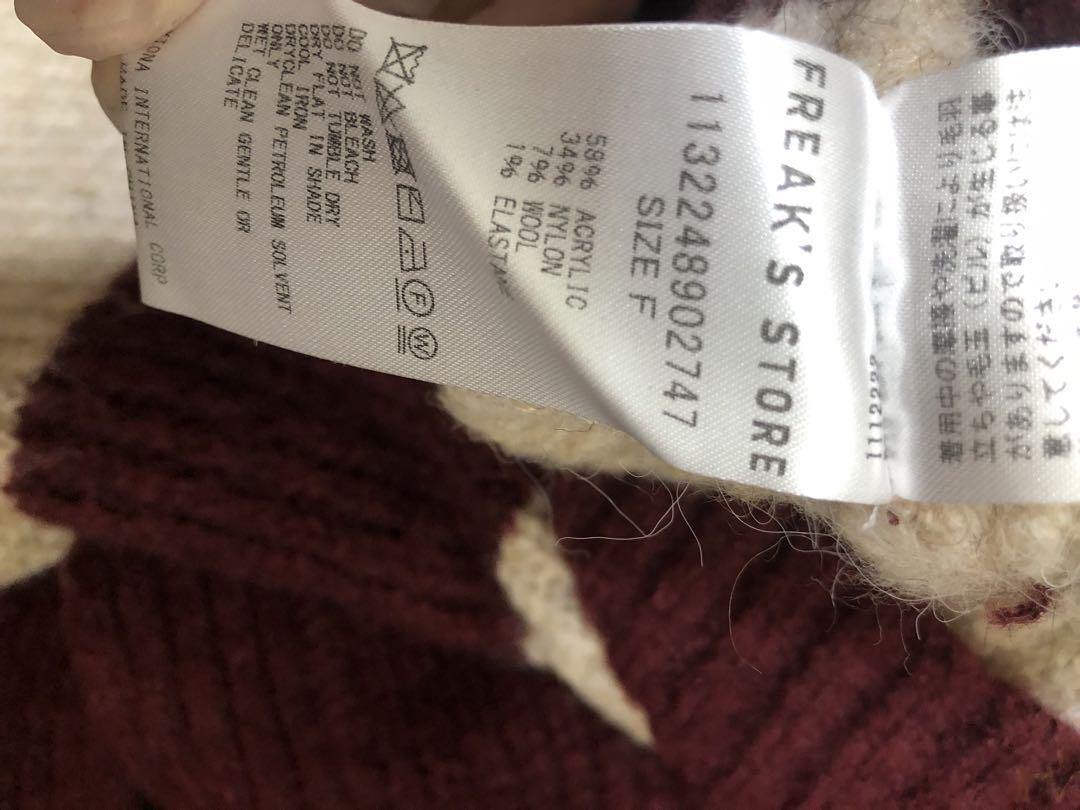 FREAK'S STORE
11322489902747
SIZE F
58% ACRYLIC
34% NYLON
7% WOOL
1% ELASTANE
F
W
DO NOT WASH
DO NOT BLEACH
DO NOT TUMBLE DRY
DRY FLAT IN SHADE
COOL IRON
DRYCLEAN PETROLEUM SOLVENT
ONLY
WET CLEAN GENTLE OR
DELICATE
INTERNATIONAL CORP
MADE
着用中の摩擦や洗濯により毛羽
立ちや毛玉(ピル)が生じる事
がありますので取り扱いには注
意してください